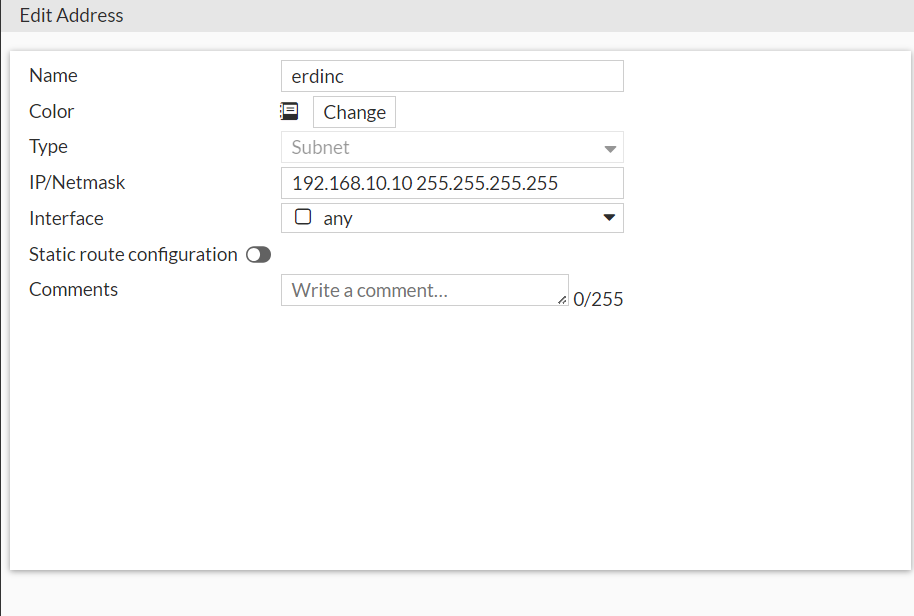 Edit Address
Name erdinc
Color Change
Type Subnet
IP/Netmask 192.168.10.10 255.255.255.255
Interface any
Static route configuration
Comments Write a comment... 0/255